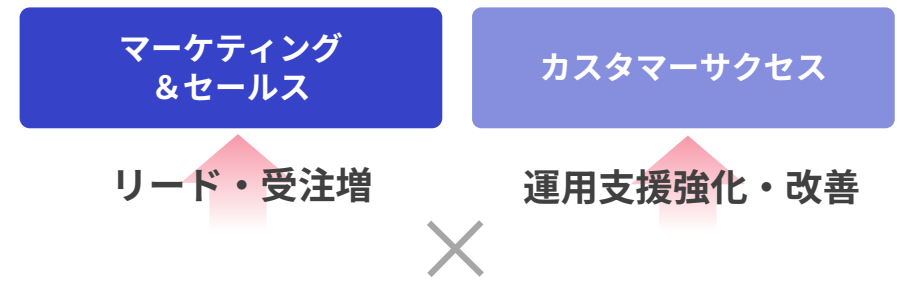 マーケティング
＆セールス
カスタマーサクセス
リード・受注増
運用支援強化・改善